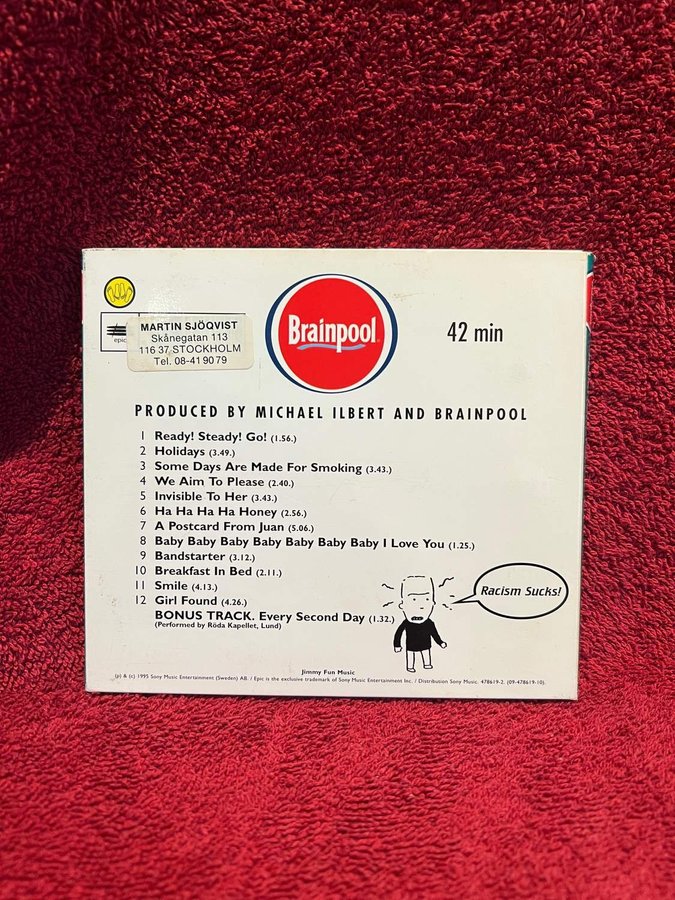 epic
MARTIN SJÖQVIST
Skånegatan 113
116 37 STOCKHOLM
Tel. 08-41 90 79
Brainpool
42 min
PRODUCED BY MICHAEL ILBERT AND BRAINPOOL
1 Ready! Steady! Go! (1.56.)
2 Holidays (3.49.)
3 Some Days Are Made For Smoking (3.43.)
4 We Aim To Please (2.40.)
5 Invisible To Her (3.43.)
6 Ha Ha Ha Ha Honey (2.56.)
7 A Postcard From Juan (5.06.)
8 Baby Baby Baby Baby Baby Baby Baby I Love You (1.25.)
9 Bandstarter (3.12.)
10 Breakfast In Bed (2.11.)
11 Smile (4.13.)
12 Girl Found (4.26.)
BONUS TRACK. Every Second Day (1.32.)
(Performed by Röda Kapellet, Lund)
Racism Sucks!
Jimmy Fun Music
(p) & (c) 1995 Sony Music Entertainment (Sweden) AB. / Epic is the exclusive trademark of Sony Music Entertainment Inc. / Distribution Sony Music. 478619-2. (09-478619-10).